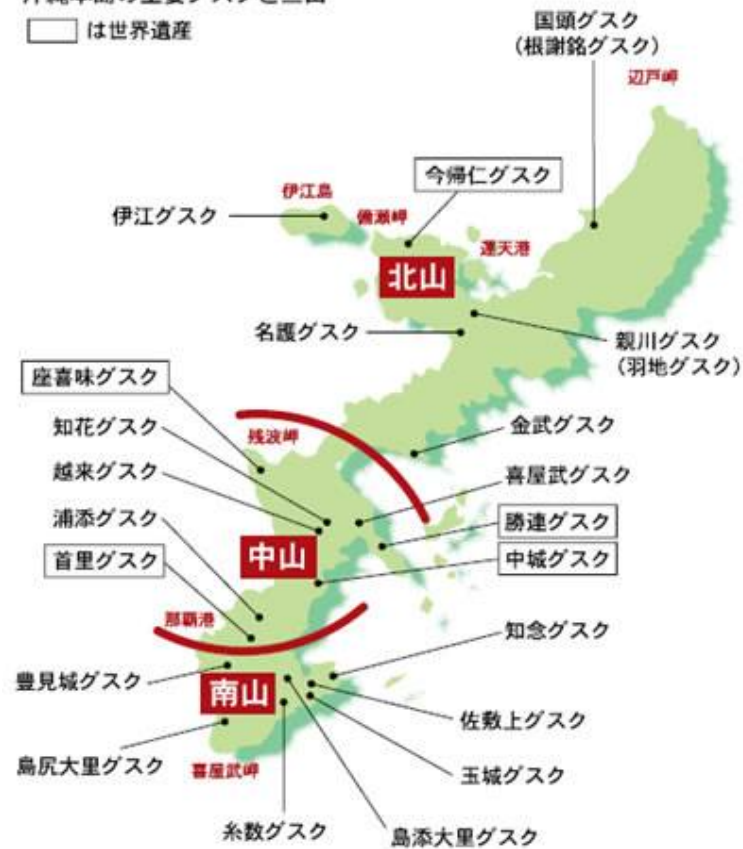 は世界遺産
国頭グスク
（根謝銘グスク）
辺戸岬
今帰仁グスク
伊江島
備瀬岬
伊江グスク
運天港
北山
名護グスク
親川グスク
（羽地グスク）
座喜味グスク
知花グスク
残波岬
金武グスク
越来グスク
喜屋武グスク
浦添グスク
勝連グスク
首里グスク
中山
中城グスク
那覇港
知念グスク
豊見城グスク
南山
佐敷上グスク
島尻大里グスク
喜屋武岬
玉城グスク
糸数グスク
島添大里グスク